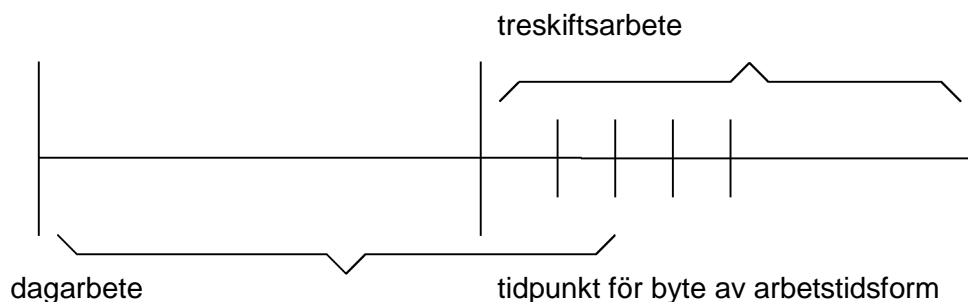 treskiftsarbete
dagarbete
tidpunkt för byte av arbetstidsform